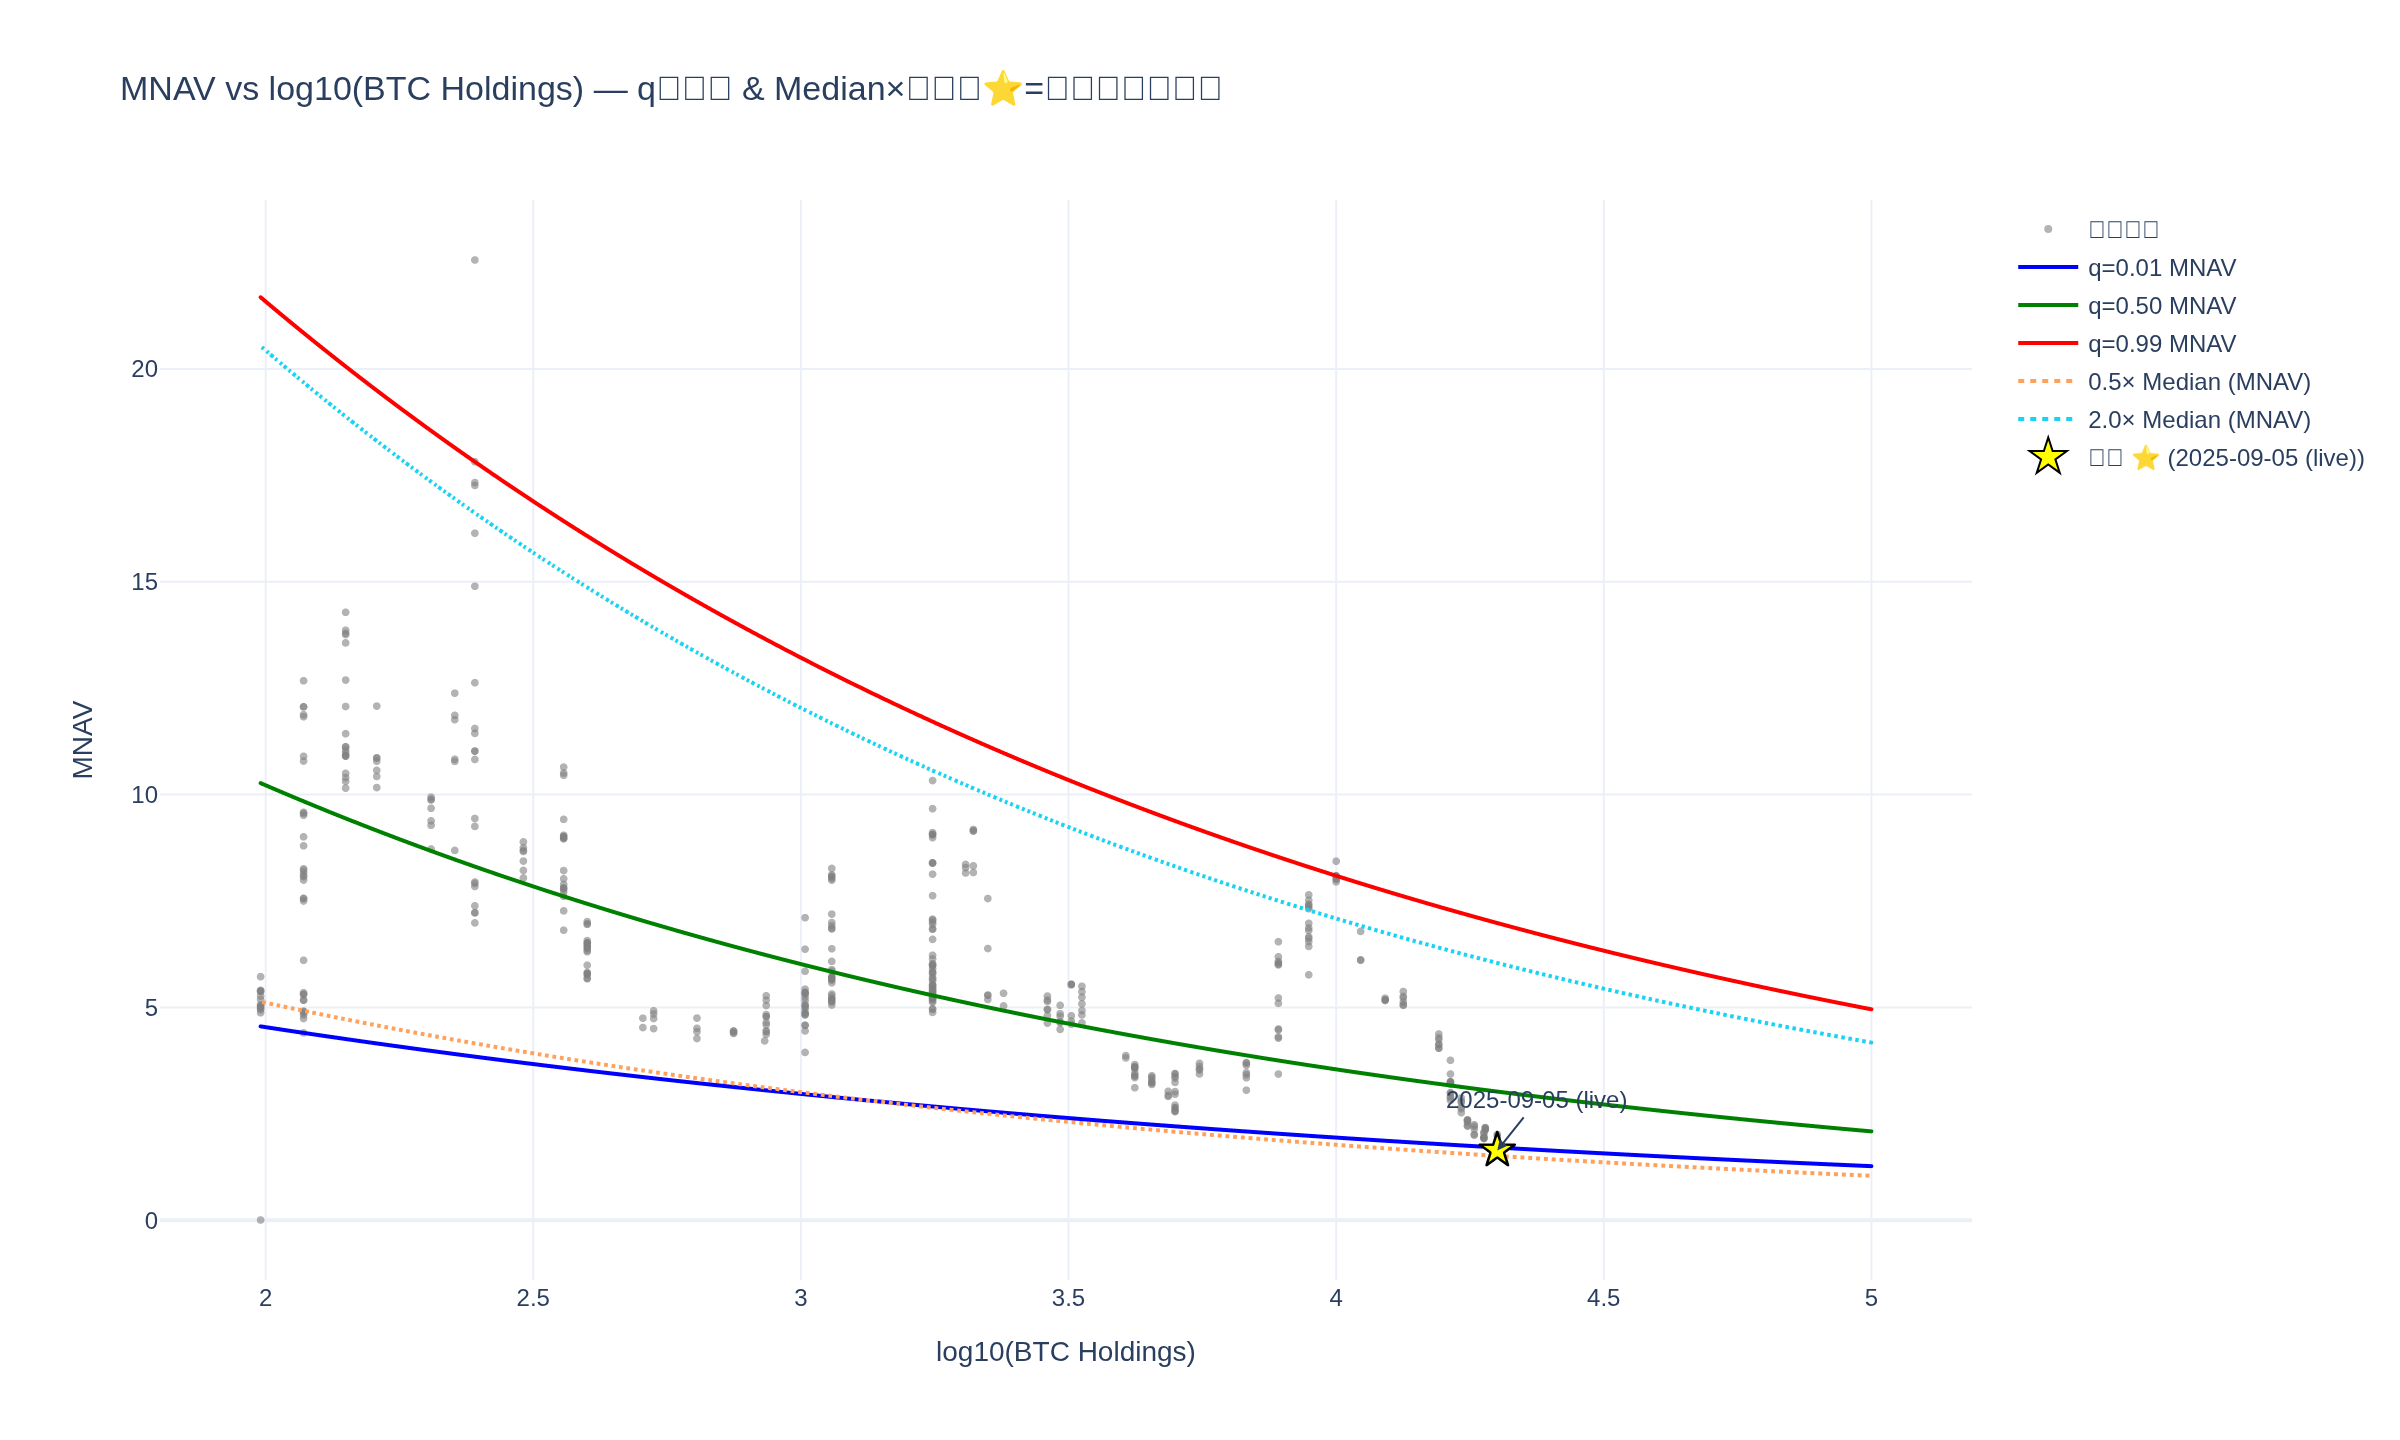 MNAV vs log10(BTC Holdings) — q□□□ & Median×□□□⭐=□□□□□□□
□□□□
q=0.01 MNAV
q=0.50 MNAV
q=0.99 MNAV
0.5× Median (MNAV)
2.0× Median (MNAV)
□□ ⭐ (2025-09-05 (live))
MNAV
20
15
10
5
0
2025-09-05 (live)
2
2.5
3
3.5
4
4.5
5
log10(BTC Holdings)